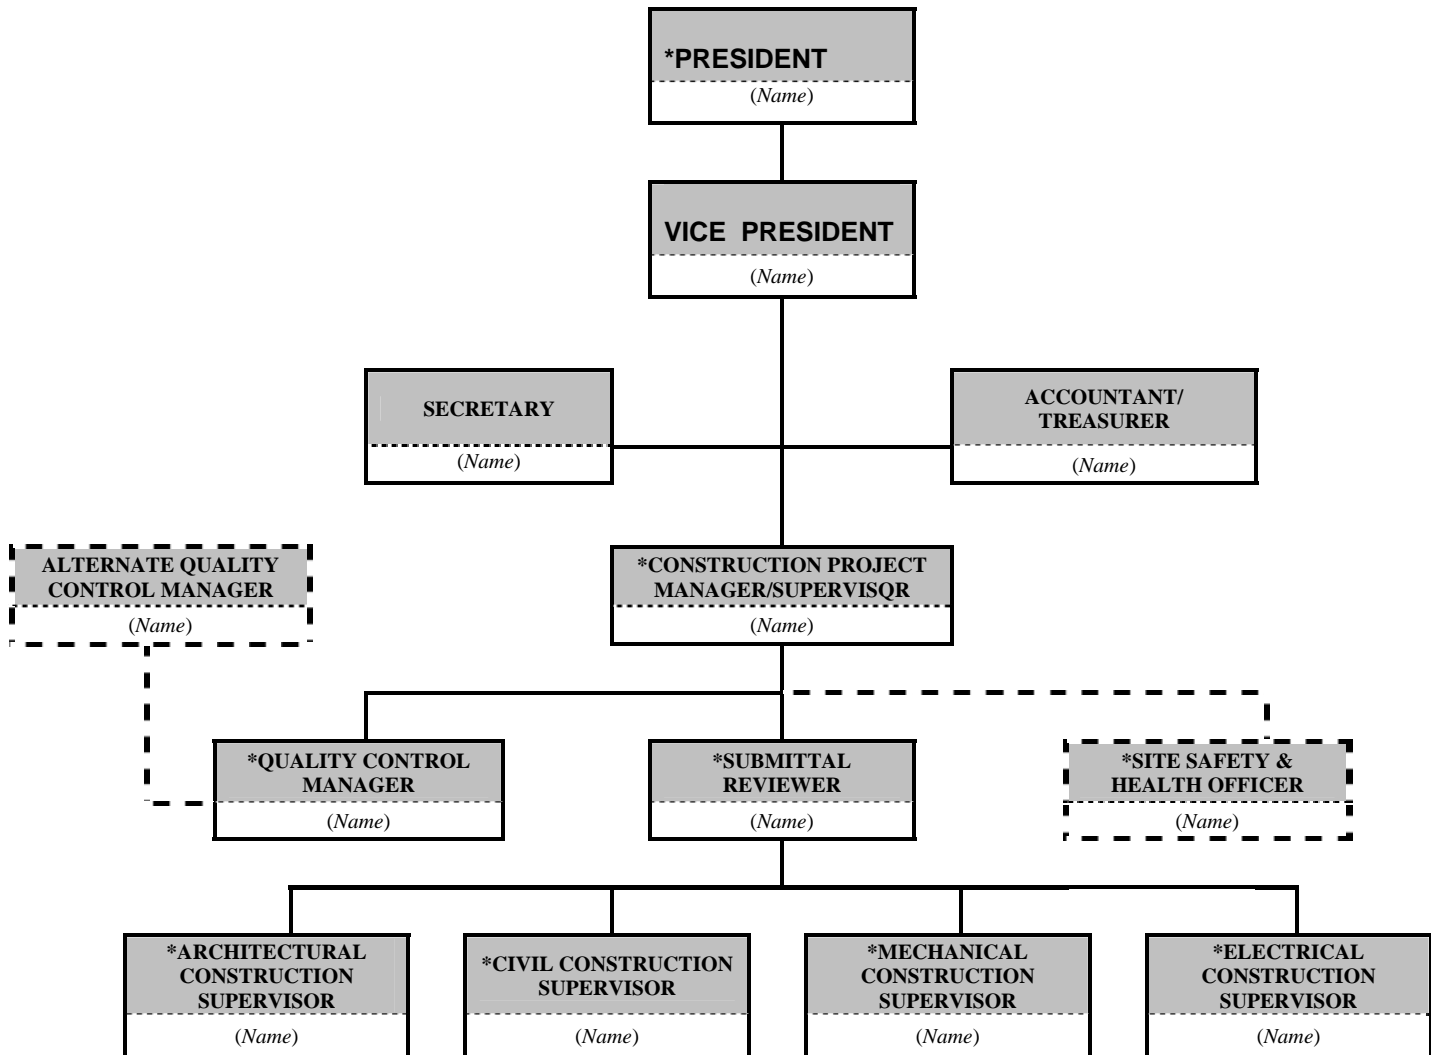 *PRESIDENT
(Name)
VICE PRESIDENT
(Name)
SECRETARY
(Name)
ACCOUNTANT/
TREASURER
(Name)
ALTERNATE QUALITY
CONTROL MANAGER
(Name)
*CONSTRUCTION PROJECT
MANAGER/SUPERVISQR
(Name)
*QUALITY CONTROL
MANAGER
(Name)
*SUBMITTAL
REVIEWER
(Name)
*SITE SAFETY &
HEALTH OFFICER
(Name)
*ARCHITECTURAL
CONSTRUCTION
SUPERVISOR
(Name)
*CIVIL CONSTRUCTION
SUPERVISOR
(Name)
*MECHANICAL
CONSTRUCTION
SUPERVISOR
(Name)
*ELECTRICAL
CONSTRUCTION
SUPERVISOR
(Name)